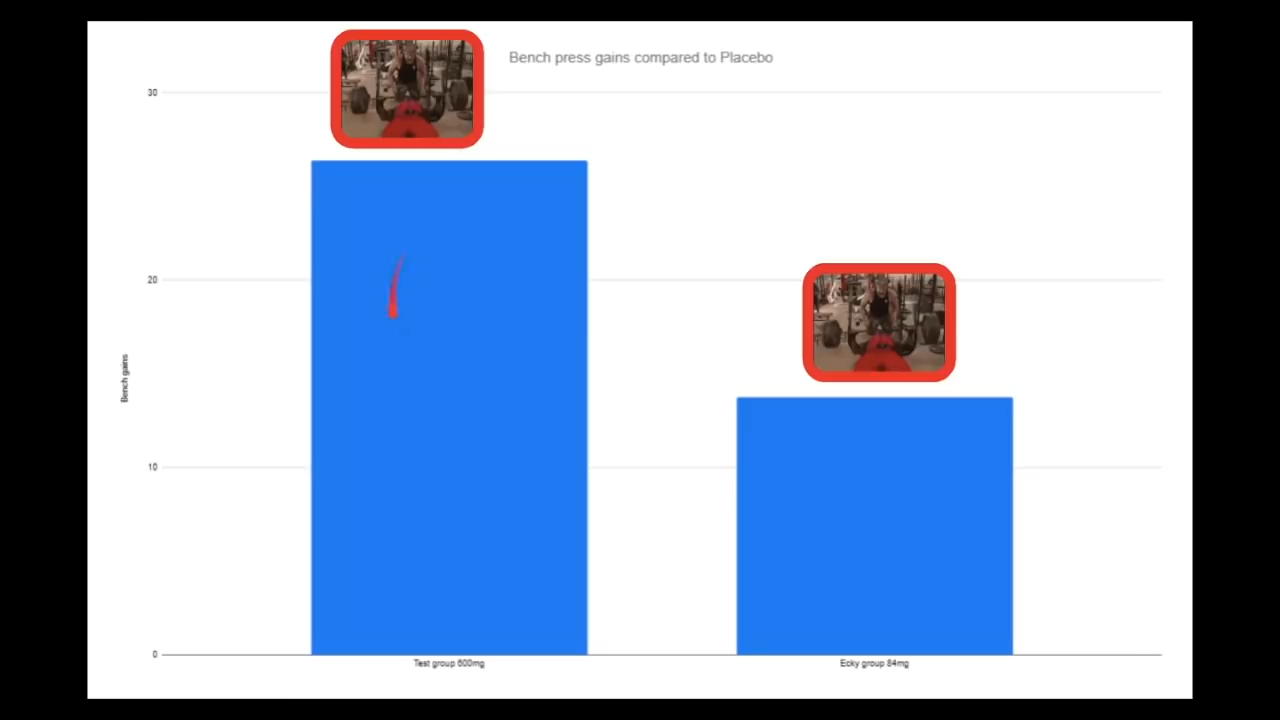 Bench press gains compared to Placebo
30
20
10
0
Bench gains
Test group 600mg
Ecky group 84mg